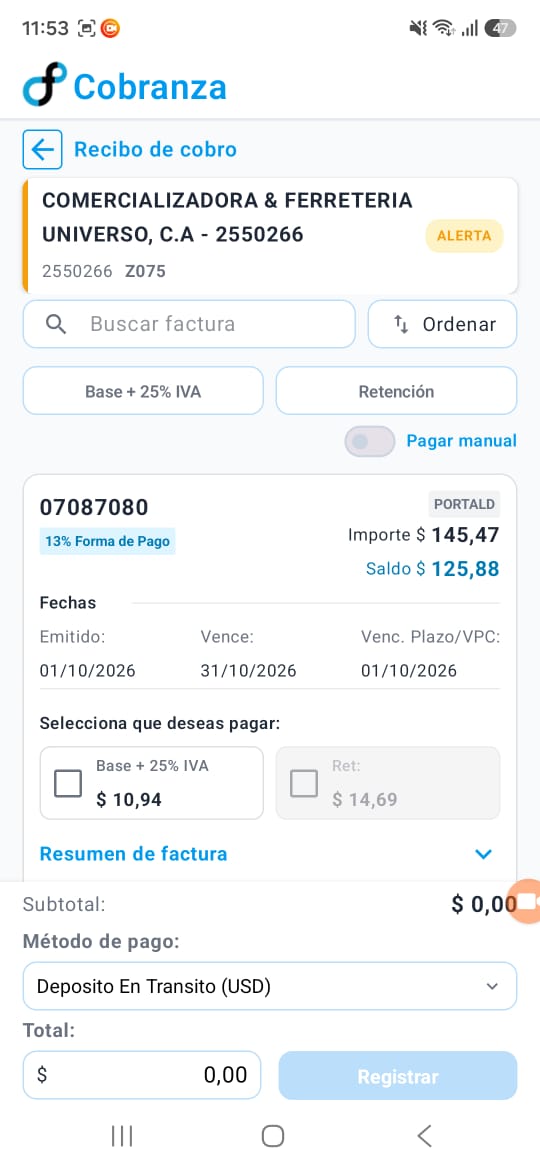 11:53
47
Cobranza
Recibo de cobro
COMERCIALIZADORA & FERRETERIA
UNIVERSO, C.A - 2550266
ALERTA
2550266 Z075
Buscar factura
Ordenar
Base + 25% IVA
Retención
Pagar manual
07087080
PORTALD
13% Forma de Pago
Importe $ 145,47
Saldo $ 125,88
Fechas
Emitido:
Vence:
Venc. Plazo/VPC:
01/10/2026
31/10/2026
01/10/2026
Selecciona que deseas pagar:
Base + 25% IVA
$ 10,94
Ret:
$ 14,69
Resumen de factura
Subtotal:
$ 0,00
Método de pago:
Deposito En Transito (USD)
Total:
$ 0,00
Registrar